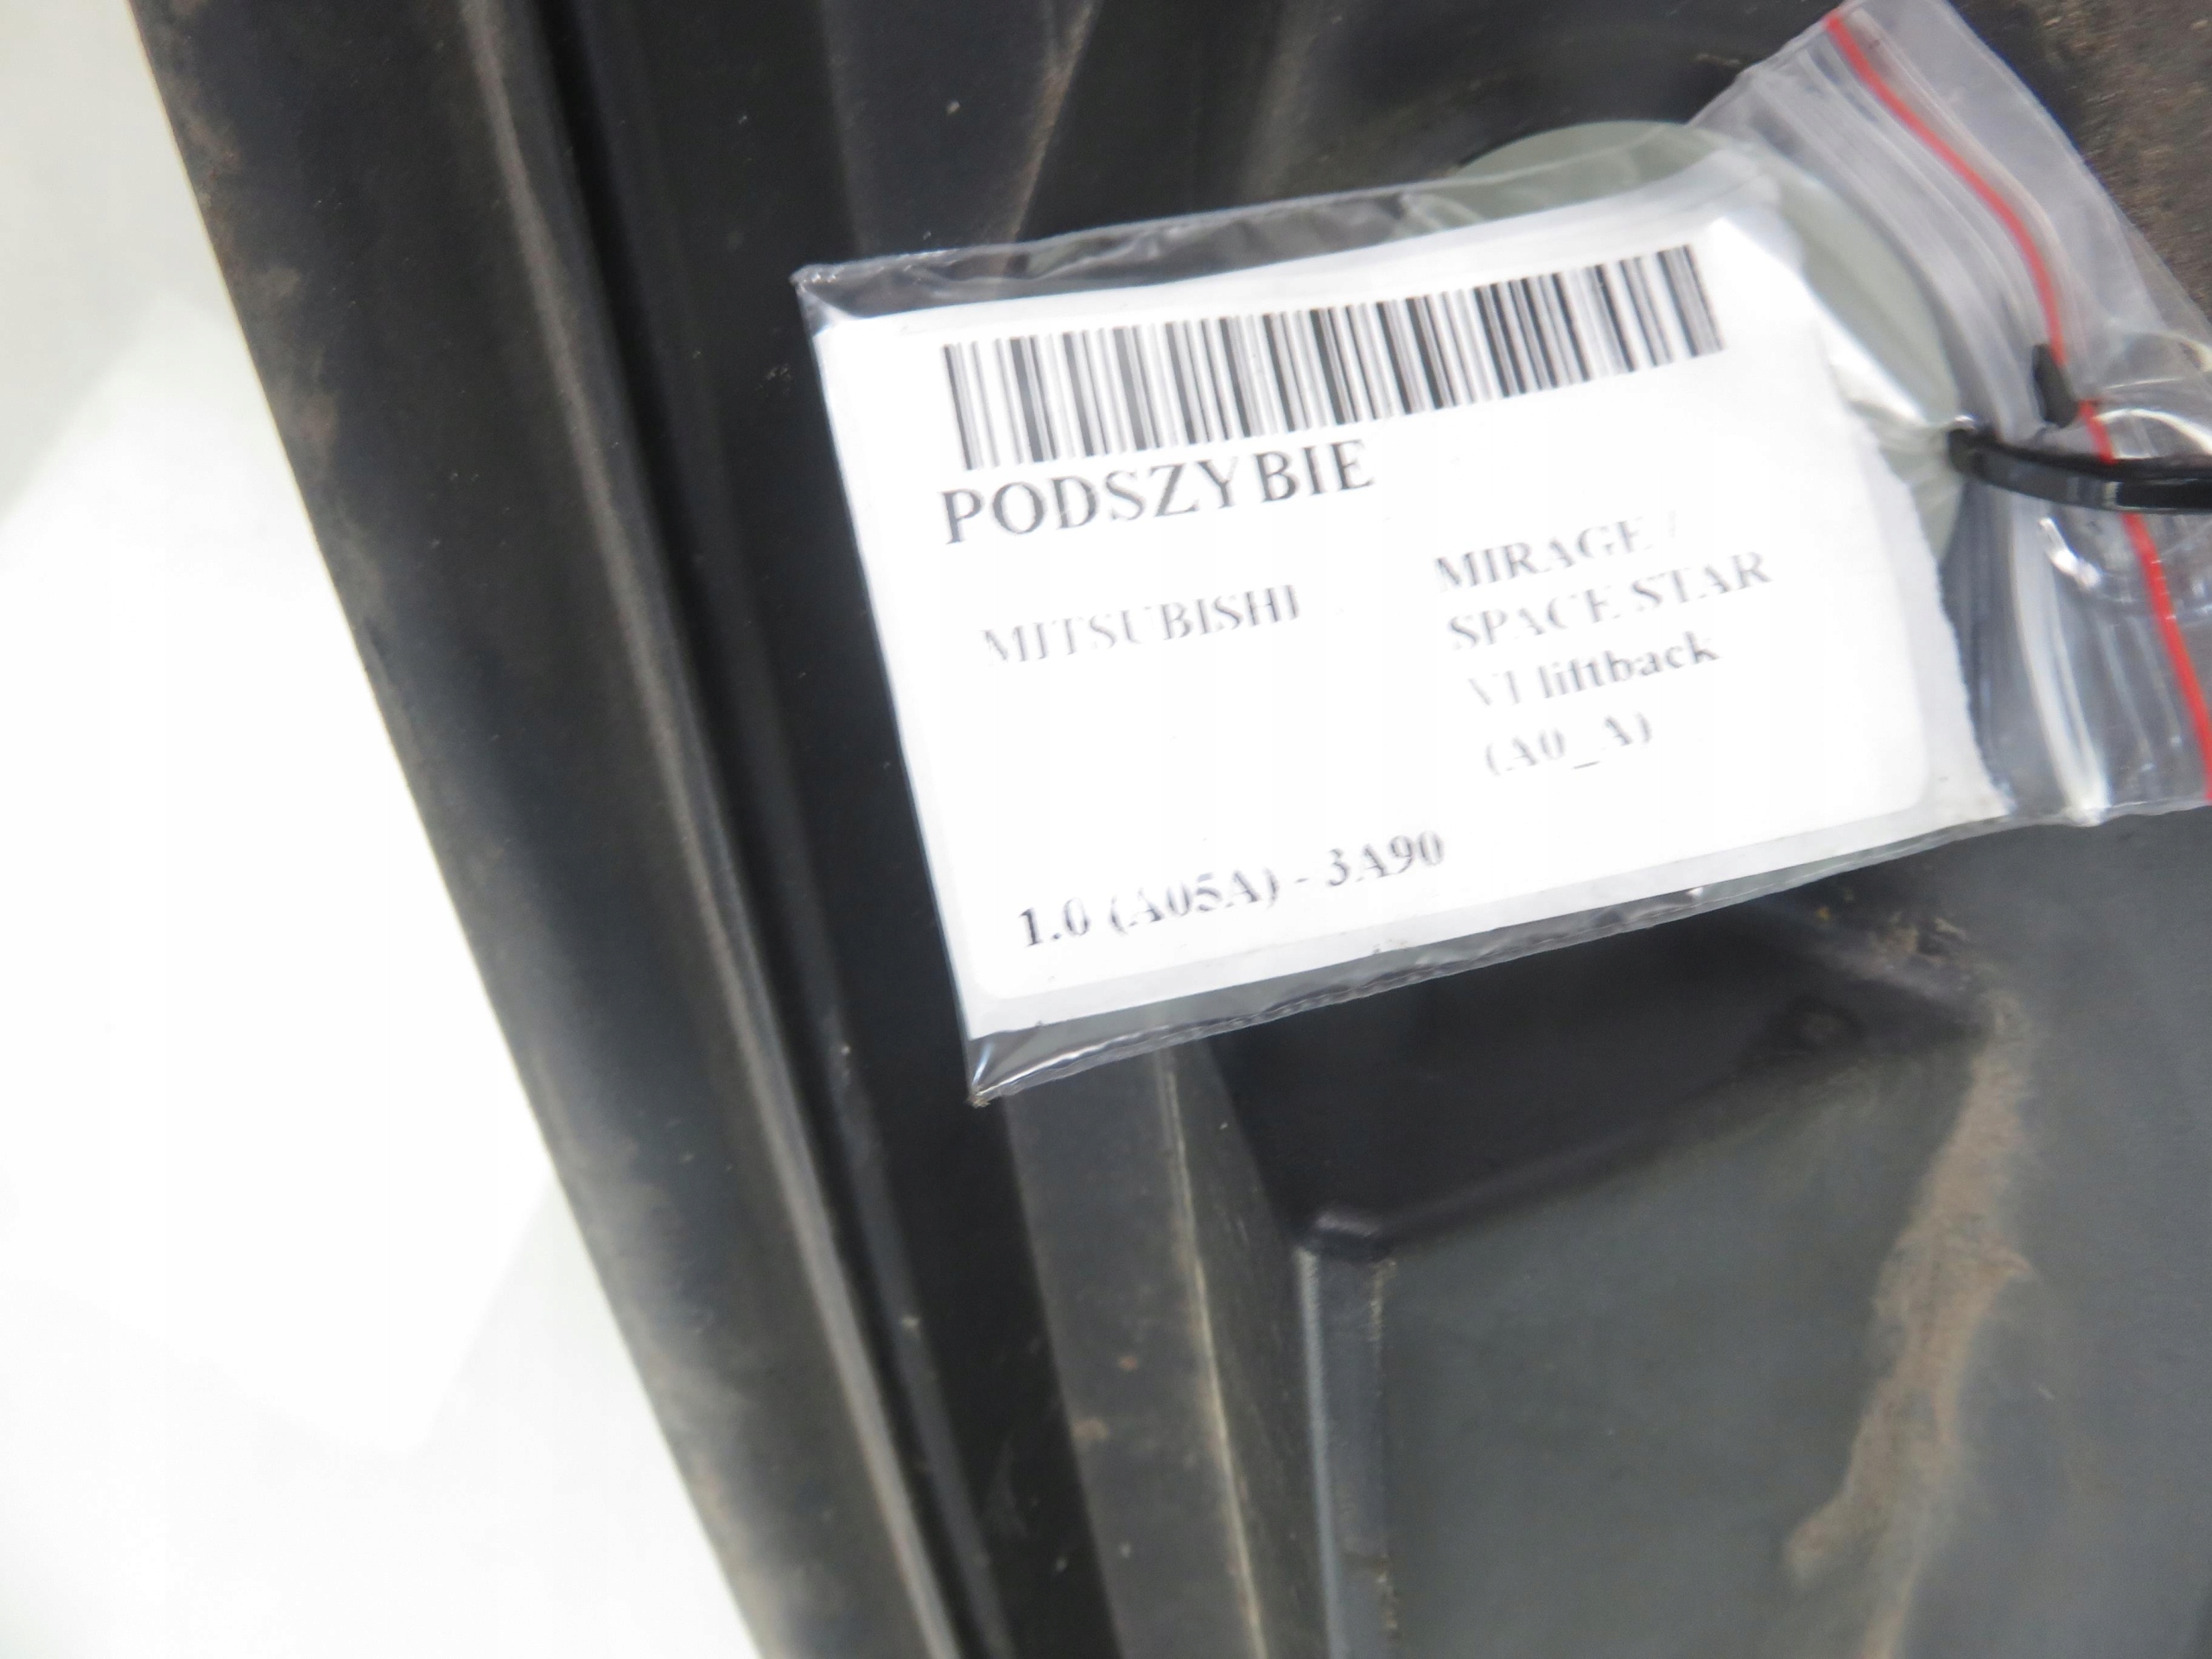 PODSZYBIE
MITSUBISHI
MIRAGE /
SPACE STAR
VI liftback
(A0_A)
1.0 (A05A) - 3A90